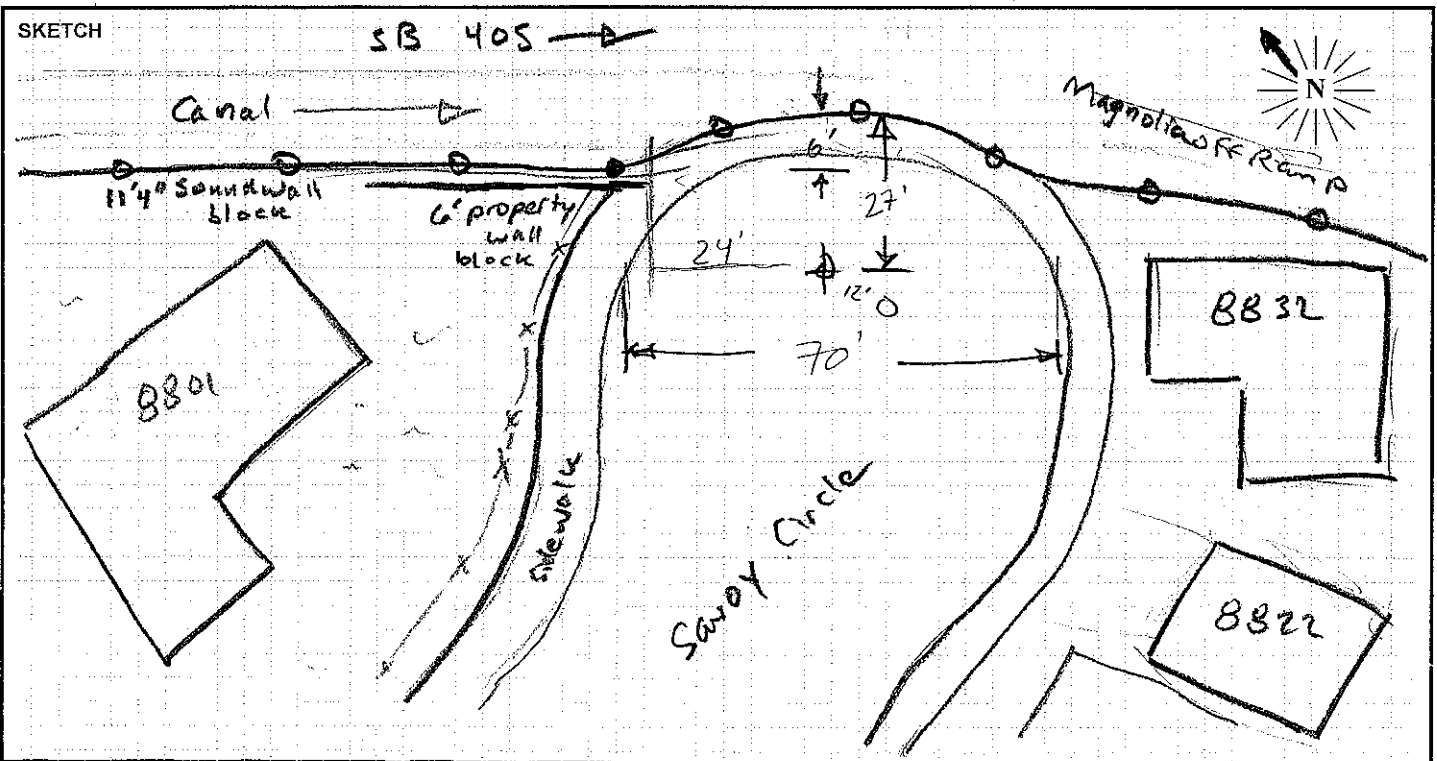 SKETCH
SB 405
N
Canal
Magnolia off Ramp
6'
27'
11'4" Soundwall
block
6' property
wall
block
24'
12'
70'
8801
8832
Sidewalk
Savoy Circle
8822